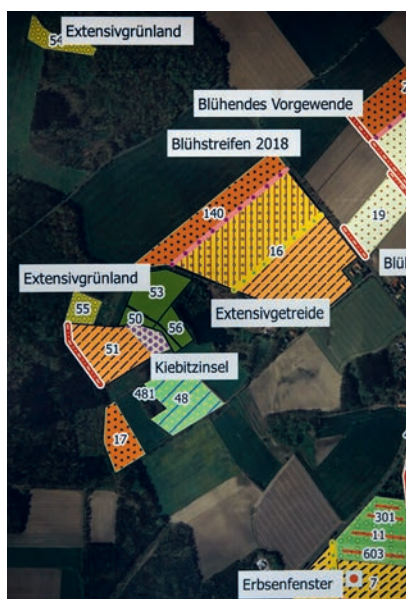 Extensivgrünland
54
Blühendes Vorgewende
Blühstreifen 2018
140
19
16
Extensivgrünland
53
55
50
56
Extensivgetreide
51
Kiebitzinsel
481
48
17
301
11
603
Erbsenfenster
7